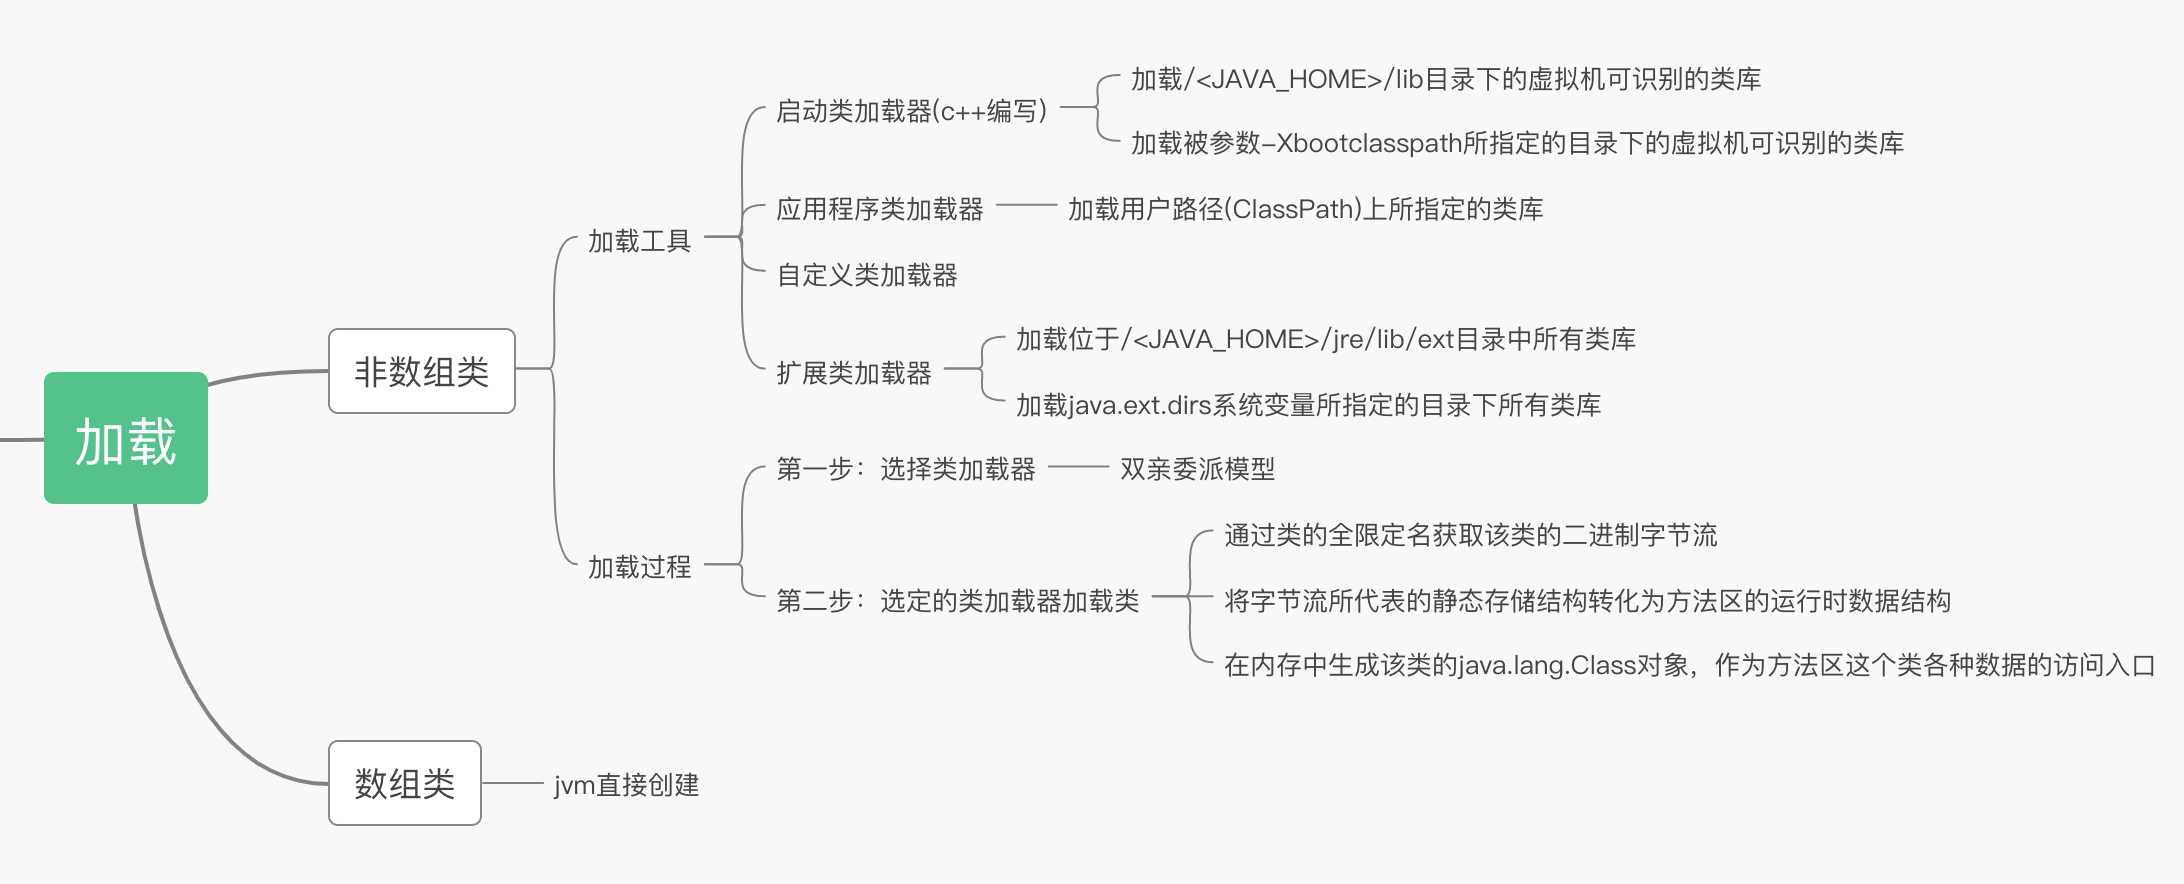 加载
非数组类
加载工具
启动类加载器(c++编写)
加载/<JAVA_HOME>/lib目录下的虚拟机可识别的类库
加载被参数-Xbootclasspath所指定的目录下的虚拟机可识别的类库
应用程序类加载器
加载用户路径(ClassPath)上所指定的类库
自定义类加载器
扩展类加载器
加载位于/<JAVA_HOME>/jre/lib/ext目录中所有类库
加载java.ext.dirs系统变量所指定的目录下所有类库
加载过程
第一步：选择类加载器
双亲委派模型
第二步：选定的类加载器加载类
通过类的全限定名获取该类的二进制字节流
将字节流所代表的静态存储结构转化为方法区的运行时数据结构
在内存中生成该类的java.lang.Class对象，作为方法区这个类各种数据的访问入口
数组类
jvm直接创建